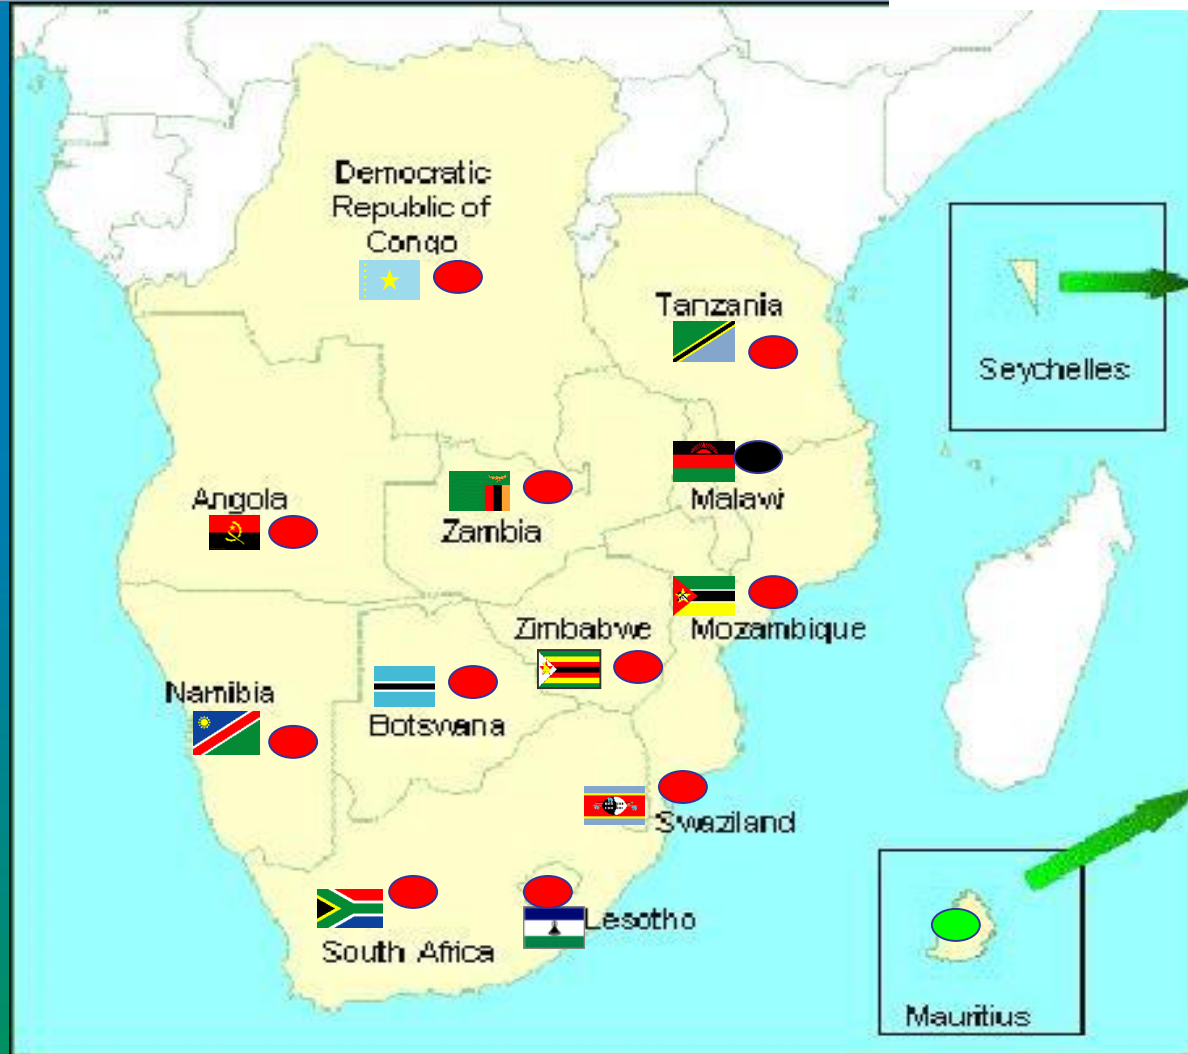 Democratic
Republic of
Congo
Tanzania
Seychelles
Malawi
Angola
Zambia
Zimbabwe
Mozambique
Namibia
Botswana
Swaziland
Lesotho
South Africa
Mauritius